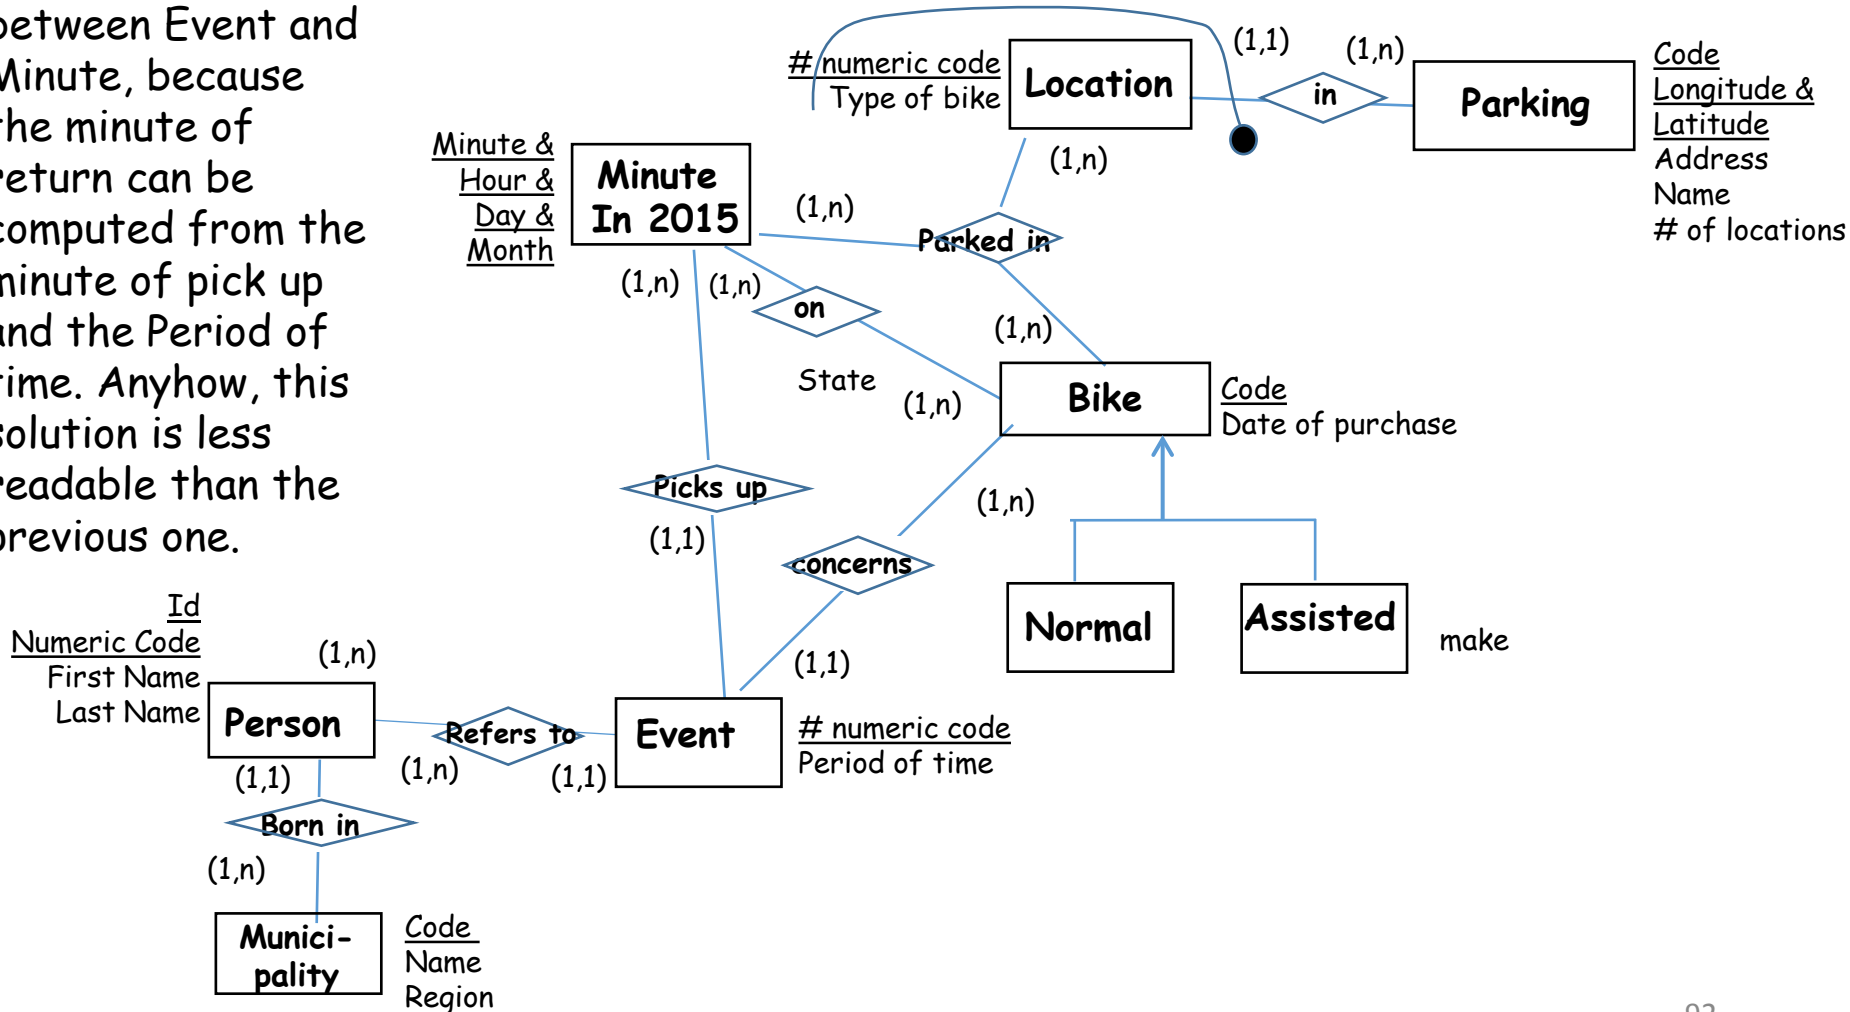 between Event and
Minute, because
the minute of
return can be
computed from the
minute of pick up
and the Period of
time. Anyhow, this
solution is less
readable than the
previous one.
# numeric code
Type of bike
Location
(1,1)
(1,n)
in
Parking
Code
Longitude &
Latitude
Address
Name
# of locations
Minute &
Hour &
Day &
Month
Minute
In 2015
(1,n)
(1,n)
Parked in
(1,n)
(1,n)
on
(1,n)
State
(1,n)
Bike
Code
Date of purchase
Picks up
(1,n)
(1,1)
concerns
Normal
Assisted
make
(1,1)
Id
Numeric Code
First Name
Last Name
(1,n)
Person
Refers to
Event
# numeric code
Period of time
(1,1)
(1,n)
(1,1)
Born in
(1,n)
Munici-
pality
Code
Name
Region